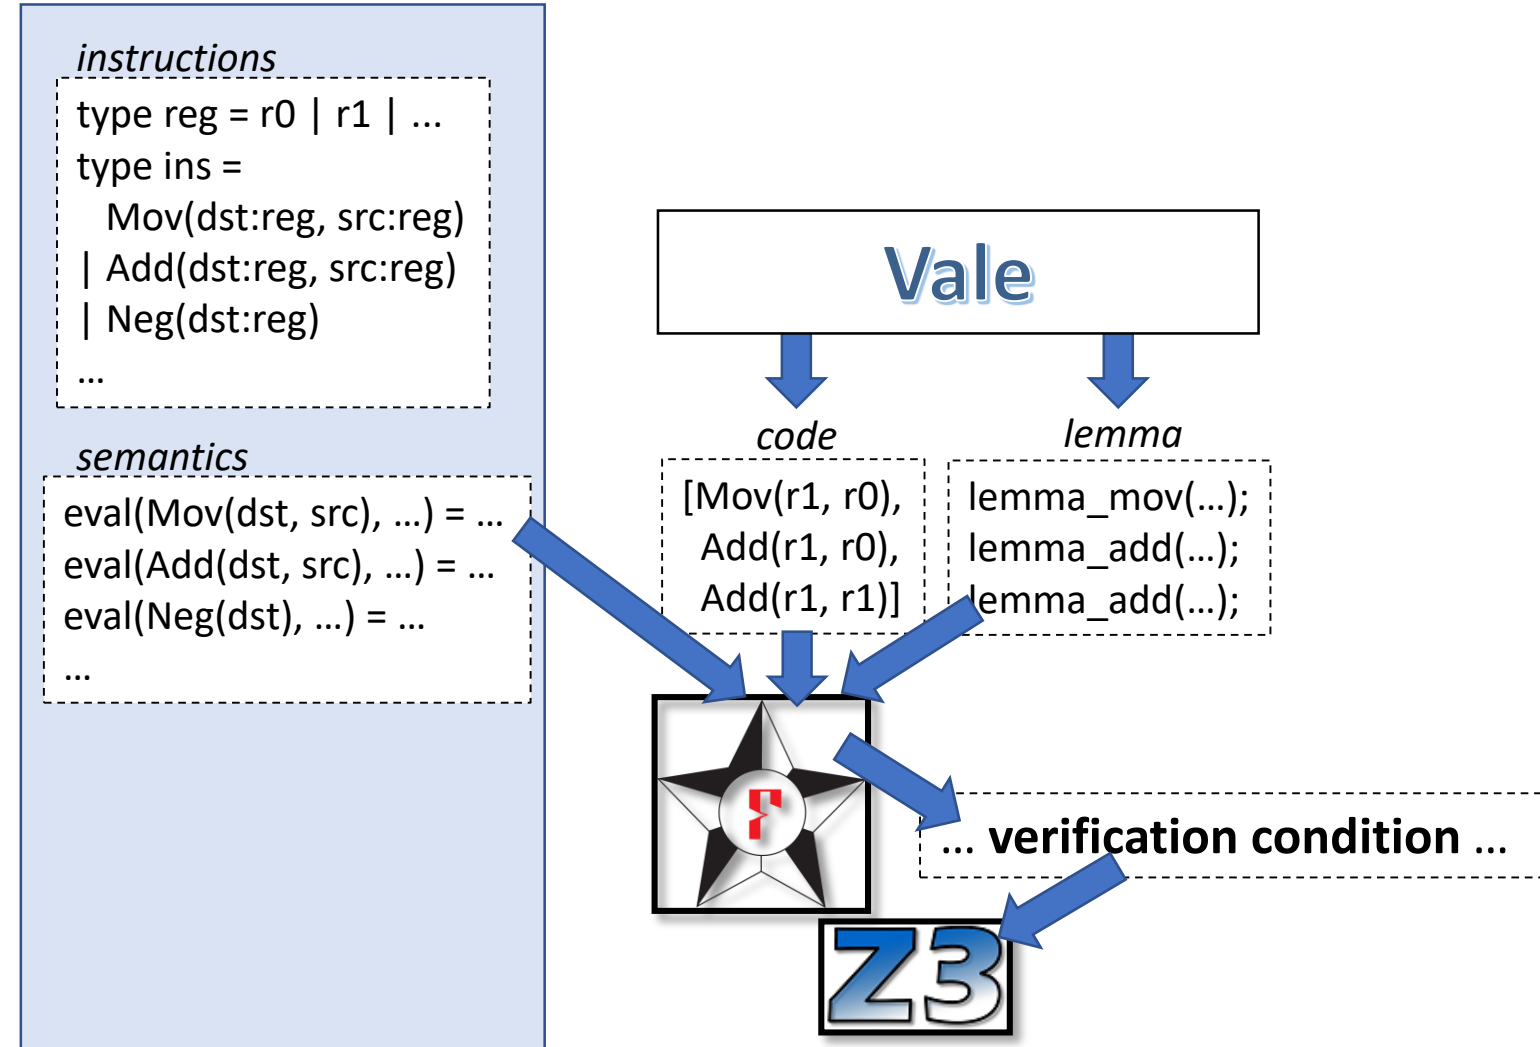 instructions
type reg = r0 | r1 | ...
type ins =
Mov(dst:reg, src:reg)
| Add(dst:reg, src:reg)
| Neg(dst:reg)
...
semantics
eval(Mov(dst, src), ...) = ...
eval(Add(dst, src), ...) = ...
eval(Neg(dst), ...) = ...
...
Vale
code
[Mov(r1, r0),
Add(r1, r0),
Add(r1, r1)]
lemma
lemma_mov(...);
lemma_add(...);
lemma_add(...);
F
... verification condition ...
Z3